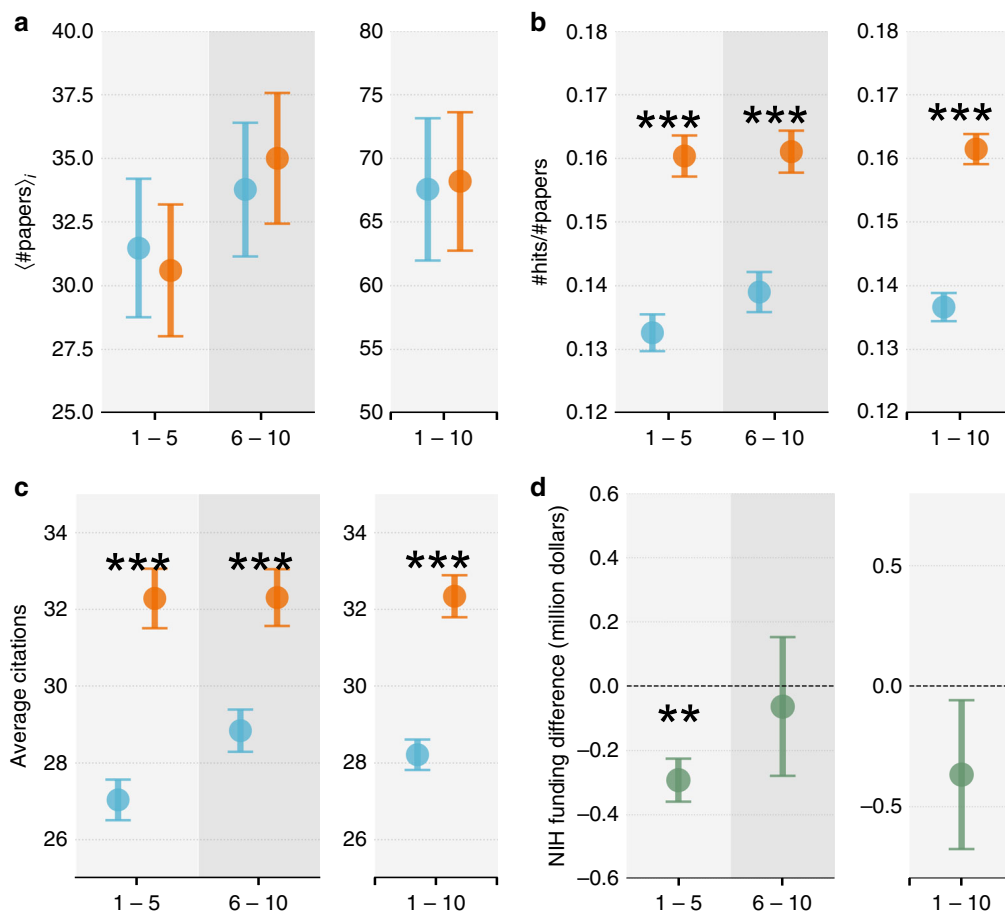 a
⟨#papers⟩i
40.0
37.5
35.0
32.5
30.0
27.5
25.0
1 – 5
6 – 10
80
75
70
65
60
55
50
1 – 10
b
#hits/#papers
0.18
0.17
0.16
0.15
0.14
0.13
0.12
***
***
1 – 5
6 – 10
0.18
0.17
0.16
0.15
0.14
0.13
0.12
***
1 – 10
c
Average citations
34
32
30
28
26
***
***
1 – 5
6 – 10
34
32
30
28
26
***
1 – 10
d
NIH funding difference (million dollars)
0.6
0.4
0.2
0.0
–0.2
–0.4
–0.6
**
1 – 5
6 – 10
0.5
0.0
–0.5
1 – 10